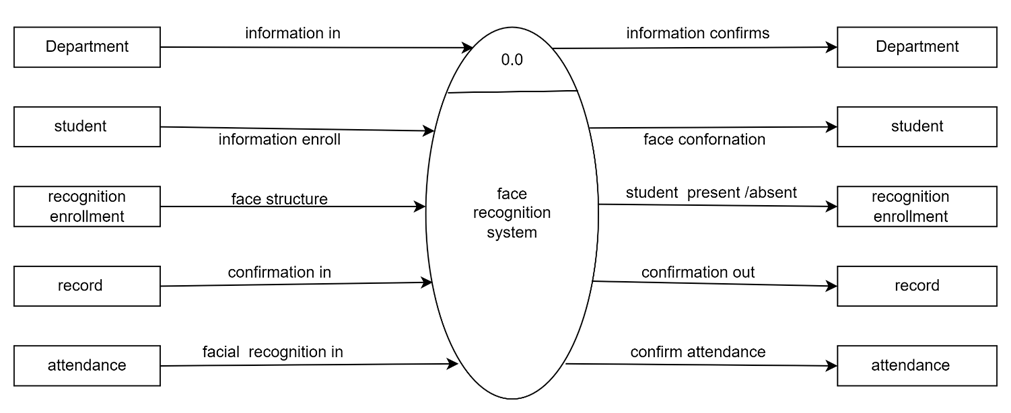 Department
information in
0.0
information confirms
Department
student
information enroll
face confornation
student
recognition
enrollment
face structure
face
recognition
system
student present /absent
recognition
enrollment
record
confirmation in
confirmation out
record
attendance
facial recognition in
confirm attendance
attendance